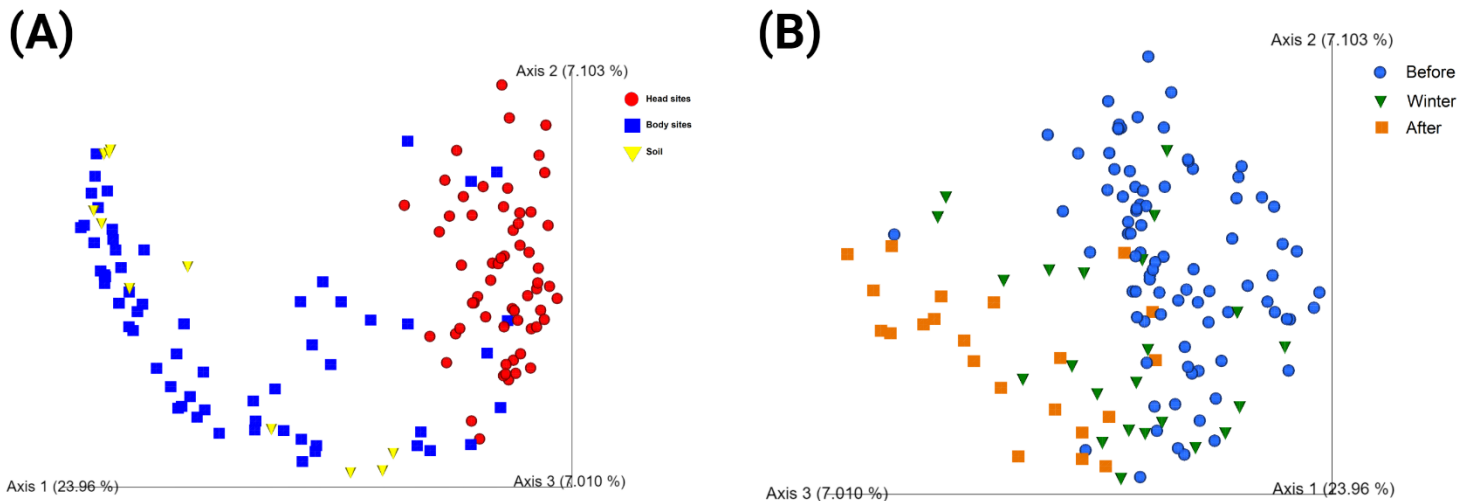 (A)
Axis 2 (7.103 %)
Head sites
Body sites
Soil
Axis 1 (23.96 %)
Axis 3 (7.010 %)
(B)
Axis 2 (7.103 %)
Before
Winter
After
Axis 3 (7.010 %)
Axis 1 (23.96 %)